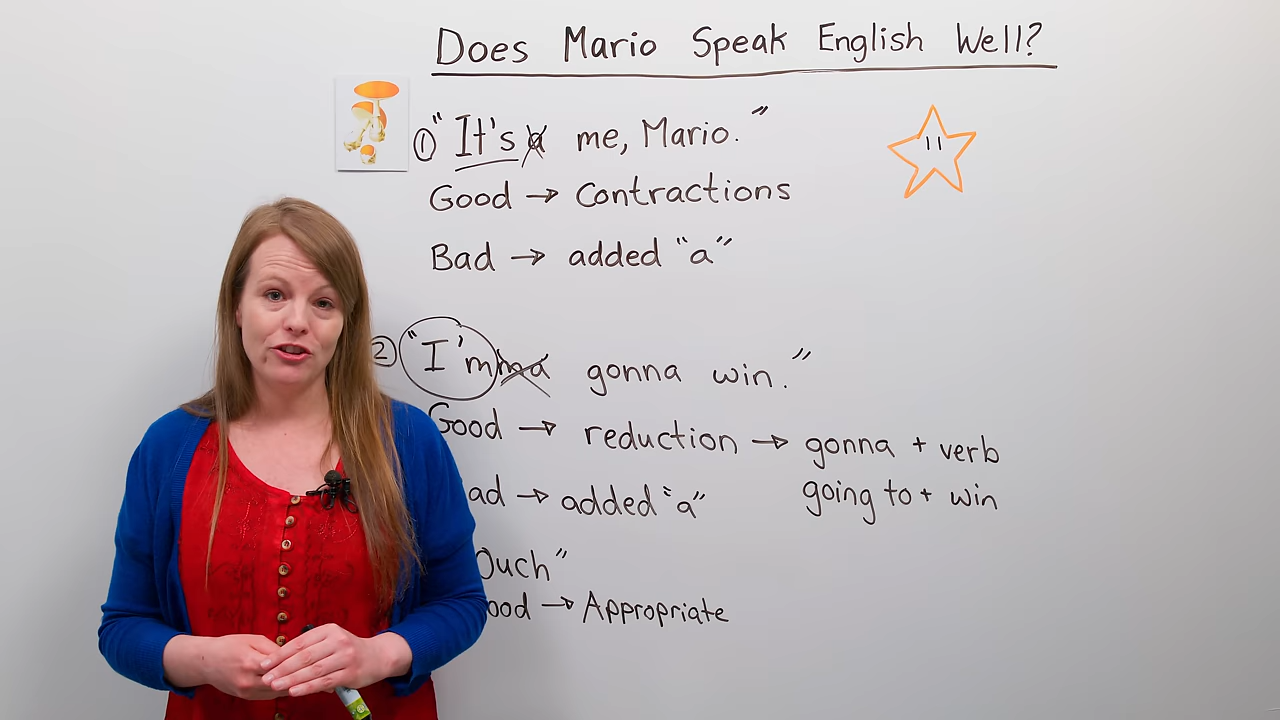 Does Mario Speak English Well?
① "It's a me, Mario."
Good → Contractions
Bad → added "a"
② "I'mma gonna win."
Good → reduction → gonna + verb
ad → added "a" going to + win
Ouch"
ood → Appropriate